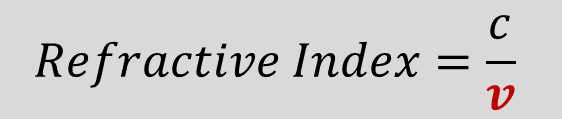 Refractive Index = c/v